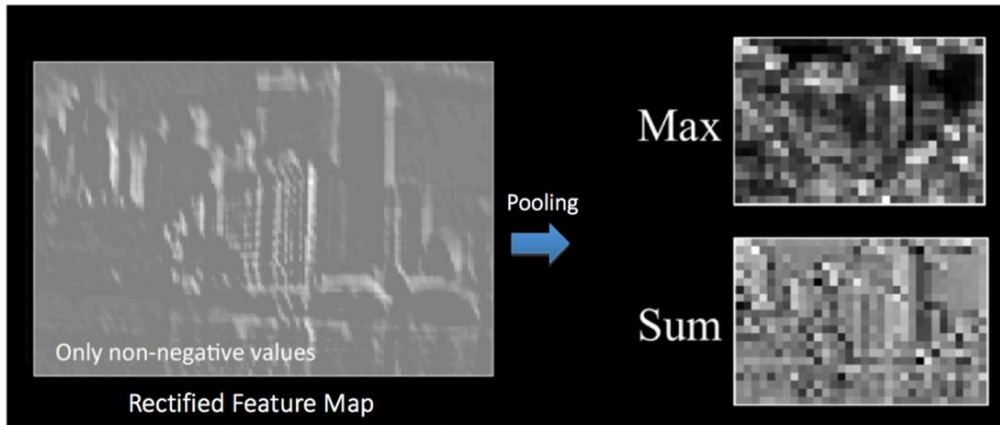 Only non-negative values
Rectified Feature Map
Pooling
Max
Sum